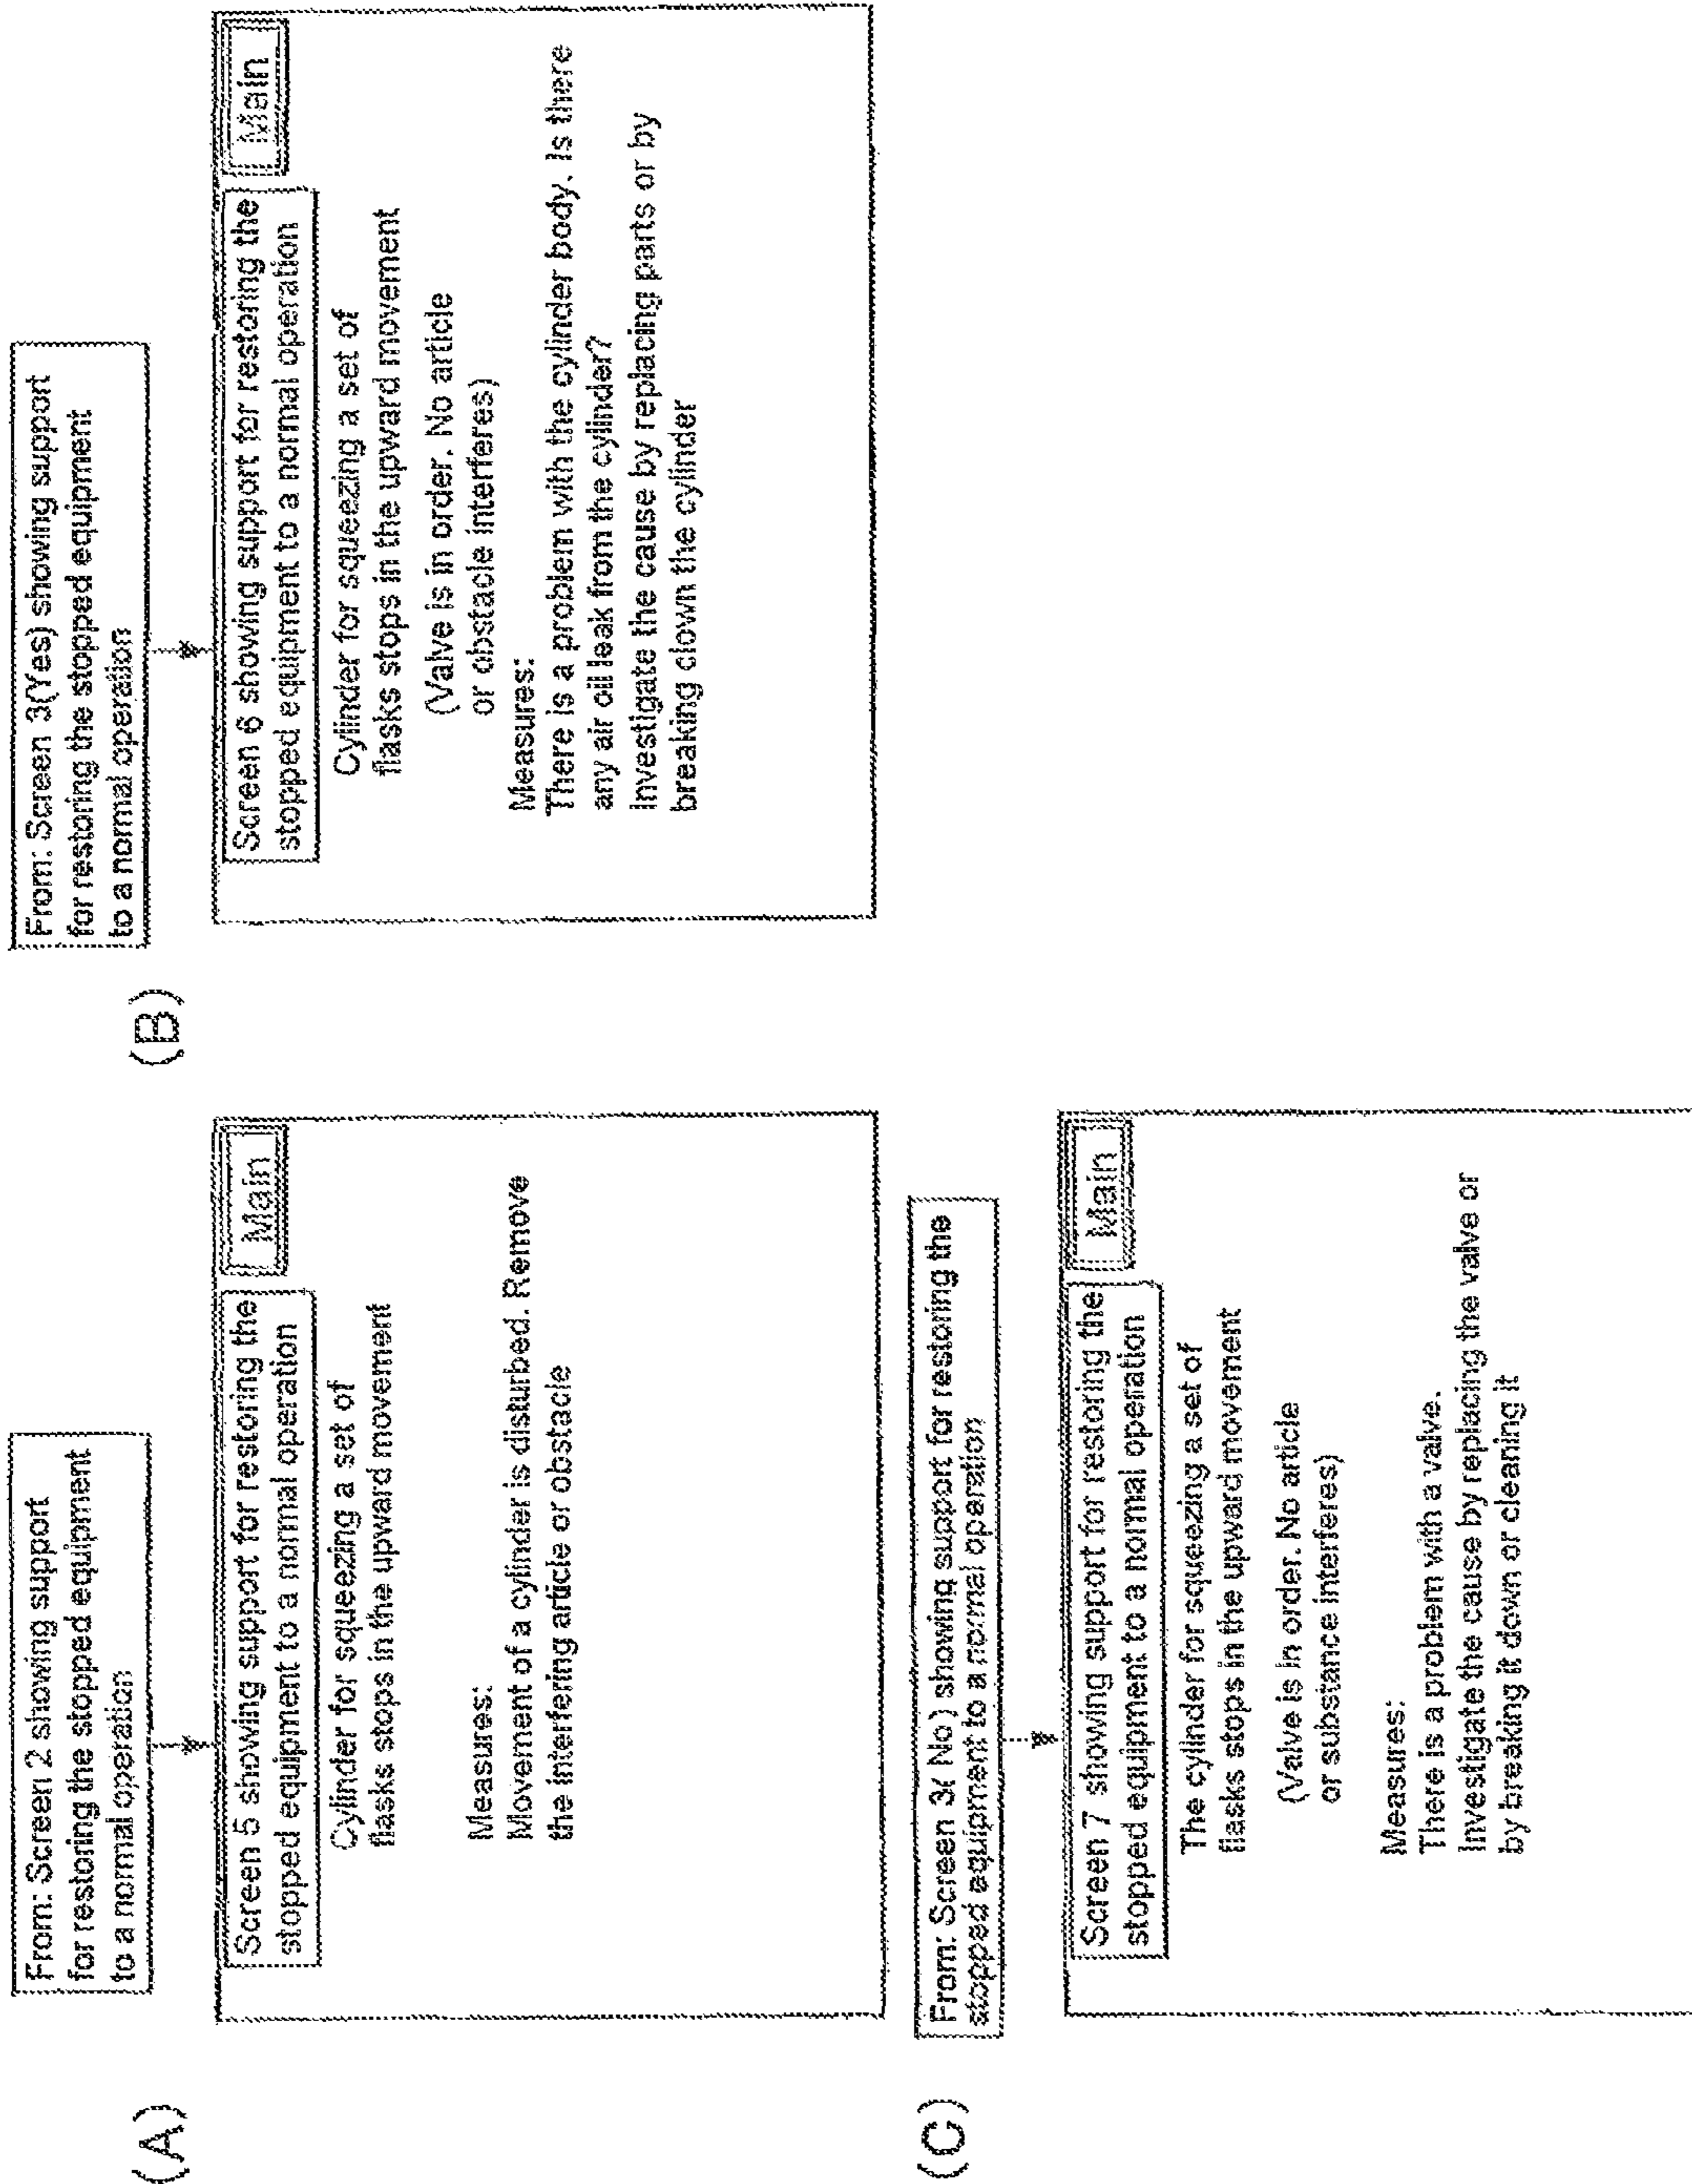 (A)
From: Screen 2 showing support
for restoring the stopped equipment
to a normal operation
Screen 5 showing support for restoring the
stopped equipment to a normal operation
Main
Cylinder for squeezing a set of
flasks stops in the upward movement
Measures:
Movement of a cylinder is disturbed. Remove
the interfering article or obstacle
(B)
From: Screen 3(Yes) showing support
for restoring the stopped equipment
to a normal operation
Screen 6 showing support for restoring the
stopped equipment to a normal operation
Main
Cylinder for squeezing a set of
flasks stops in the upward movement
(Valve is in order. No article
or obstacle interferes)
Measures:
There is a problem with the cylinder body. Is there
any air oil leak from the cylinder?
Investigate the cause by replacing parts or by
breaking clown the cylinder
(C)
From: Screen 3( No) showing support for restoring the
stopped equipment to a normal operation
Screen 7 showing support for restoring the
stopped equipment to a normal operation
Main
The cylinder for squeezing a set of
flasks stops in the upward movement
(Valve is in order. No article
or substance interferes)
Measures:
There is a problem with a valve.
Investigate the cause by replacing the valve or
by breaking it down or cleaning it